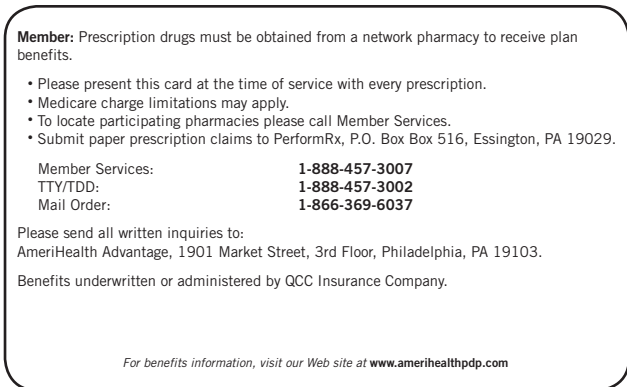 Member: Prescription drugs must be obtained from a network pharmacy to receive plan
benefits.
• Please present this card at the time of service with every prescription.
• Medicare charge limitations may apply.
• To locate participating pharmacies please call Member Services.
• Submit paper prescription claims to PerformRx, P.O. Box Box 516, Essington, PA 19029.
Member Services: 1-888-457-3007
TTY/TDD: 1-888-457-3002
Mail Order: 1-866-369-6037
Please send all written inquiries to:
AmeriHealth Advantage, 1901 Market Street, 3rd Floor, Philadelphia, PA 19103.
Benefits underwritten or administered by QCC Insurance Company.
For benefits information, visit our Web site at www.amerihealthpdp.com